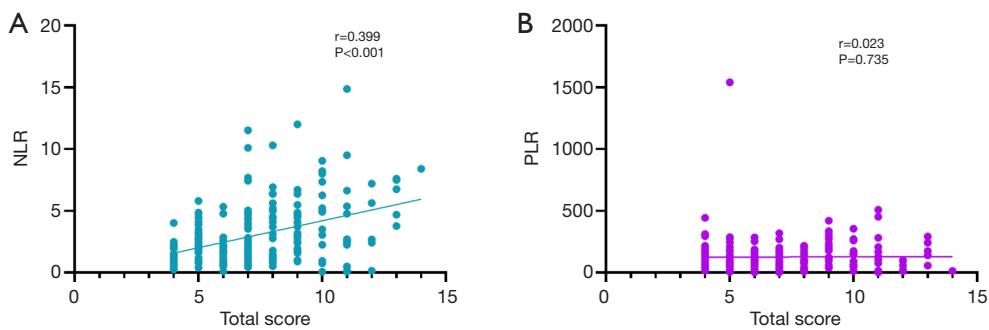 A
r=0.399
P<0.001
NLR
20
15
10
5
0
0 5 10 15
Total score
B
r=0.023
P=0.735
PLR
2000
1500
1000
500
0
0 5 10 15
Total score